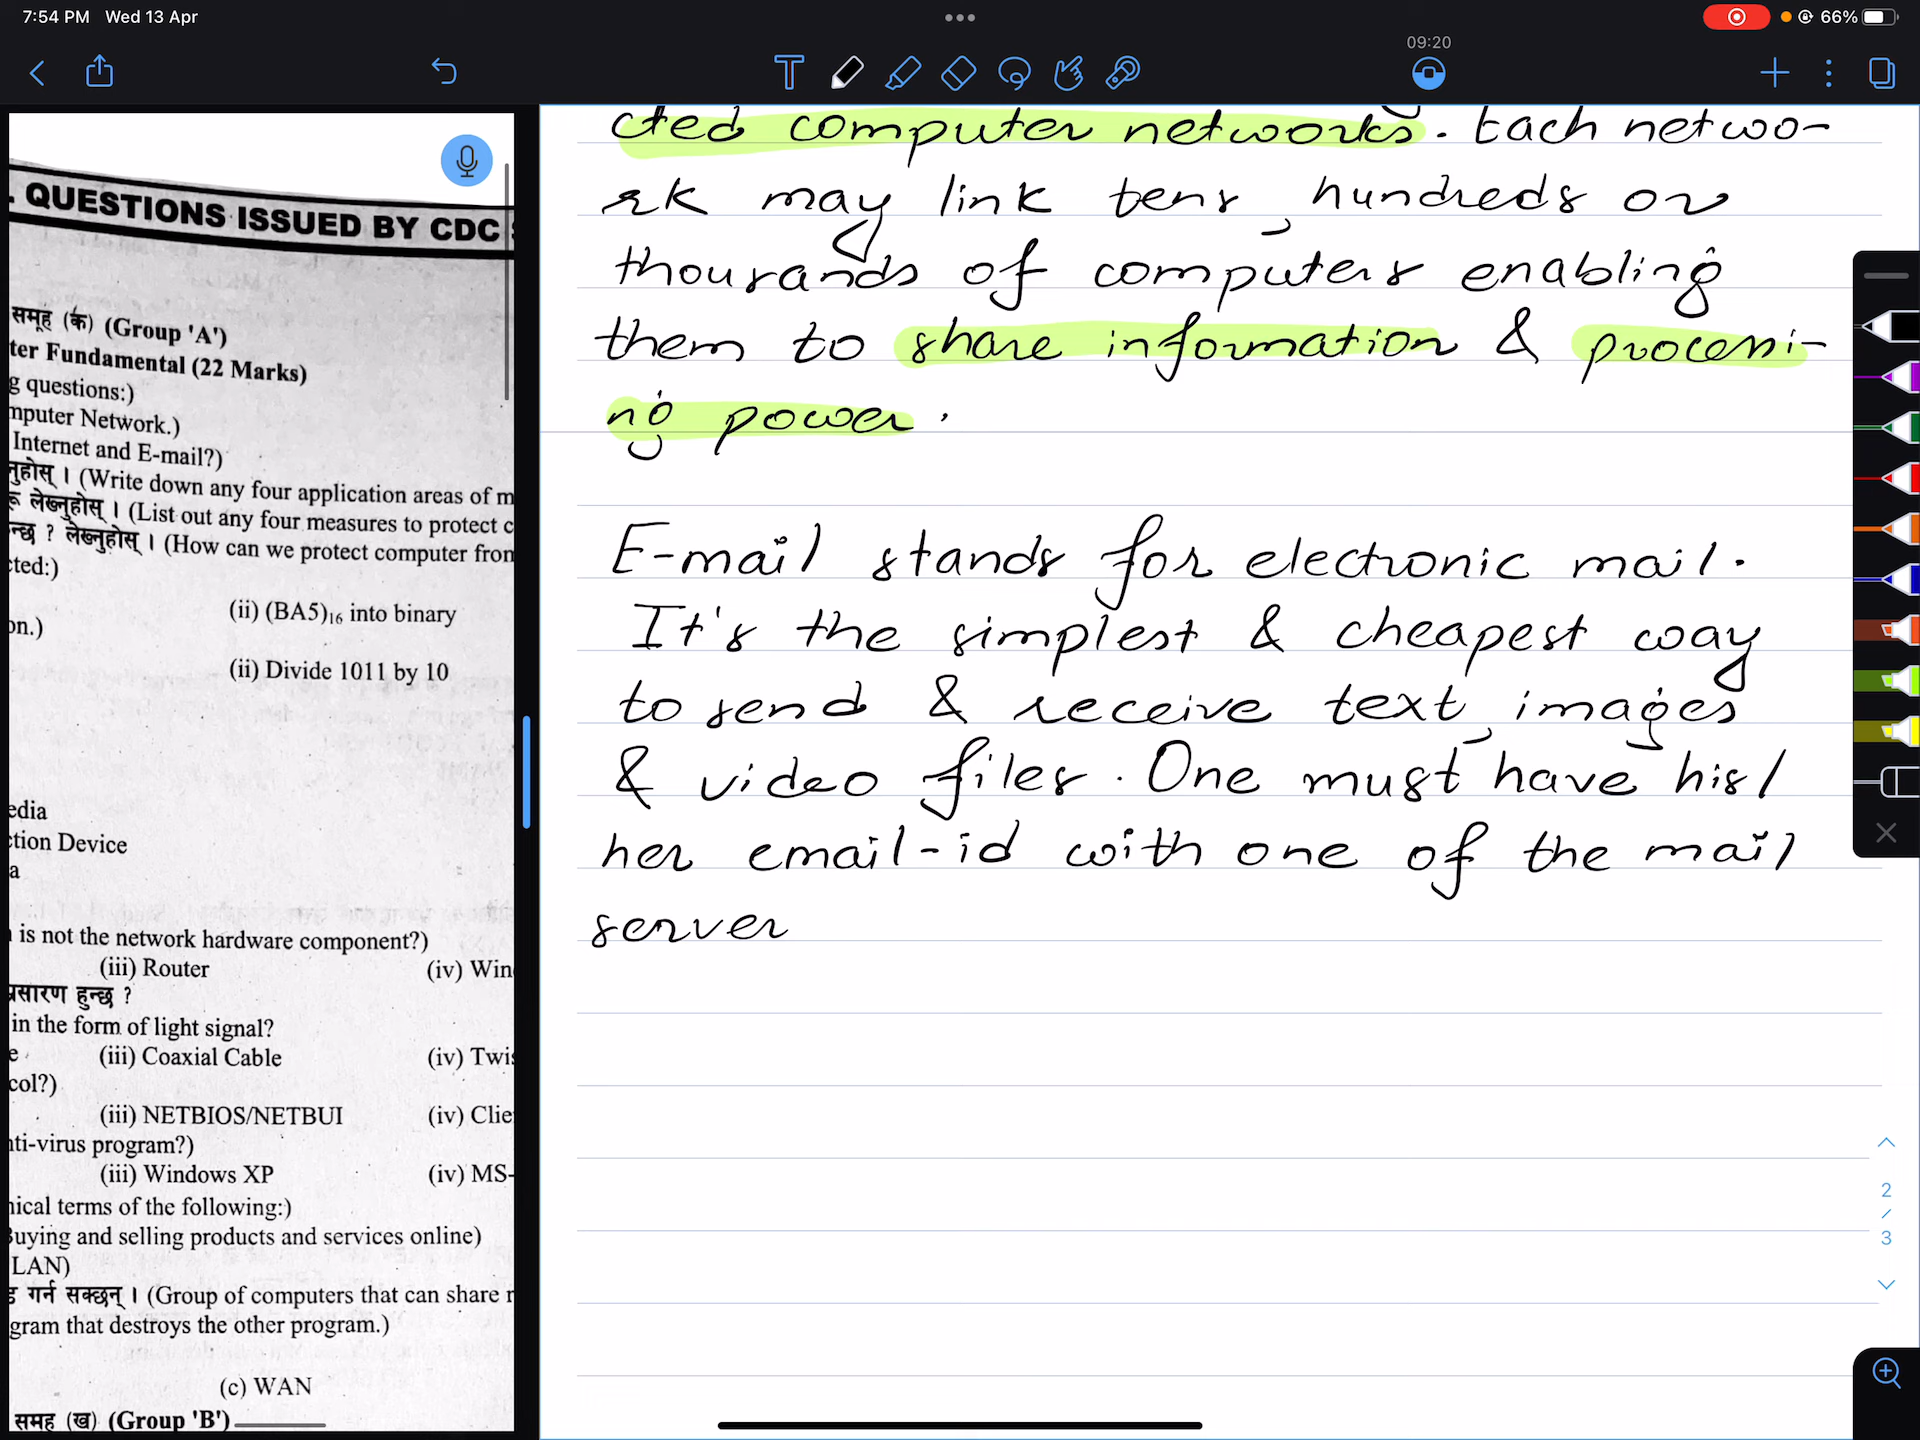 7:54 PM Wed 13 Apr
66%
09:20
QUESTIONS ISSUED BY CDC
समूह (क) (Group 'A')
ter Fundamental (22 Marks)
g questions:)
mputer Network.)
Internet and E-mail?)
नुहोस् । (Write down any four application areas of m
लेख्नुहोस् । (List out any four measures to protect c
न्छ ? लेख्नुहोस् । (How can we protect computer from
cted:)
(ii) (BA5)16 into binary
on.)
(ii) Divide 1011 by 10
edia
ction Device
a
is not the network hardware component?)
(iii) Router (iv) Win
प्रसारण हुन्छ ?
in the form of light signal?
e (iii) Coaxial Cable (iv) Twis
col?)
(iii) NETBIOS/NETBUI (iv) Clie
nti-virus program?)
(iii) Windows XP (iv) MS-
nical terms of the following:)
Buying and selling products and services online)
LAN)
गर्न सक्छन् । (Group of computers that can share r
gram that destroys the other program.)
(c) WAN
समूह (ख) (Group 'B')
cted computer networks. Each netwo-
rk may link tens, hundreds or
thousands of computers enabling
them to share information & processi-
ng power.
E-mail stands for electronic mail.
It's the simplest & cheapest way
to send & receive text, images
& video files. One must have his/
her email-id with one of the mail
server
2
/
3